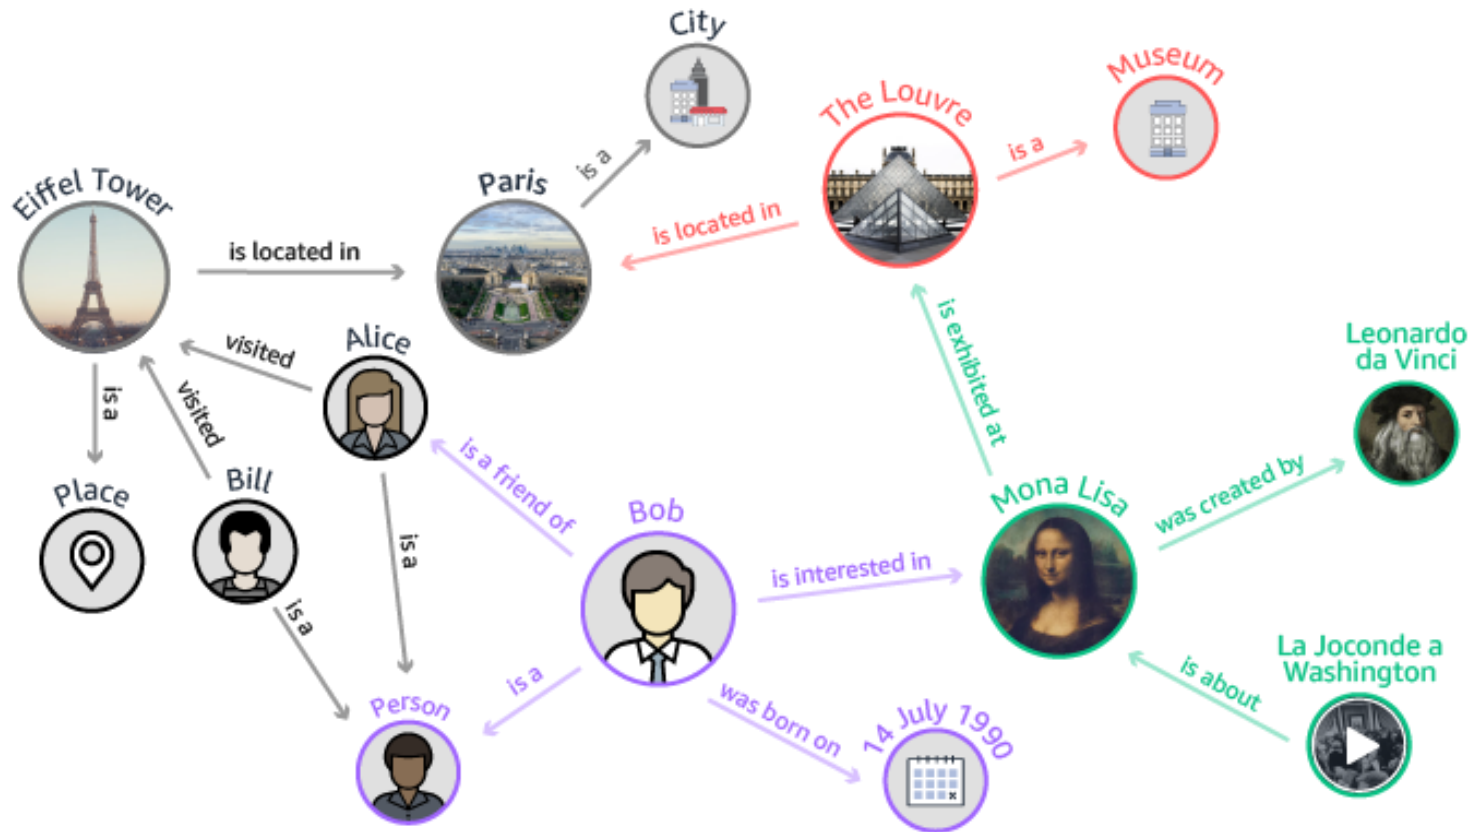 City
Museum
The Louvre
is a
is a
Eiffel Tower
Paris
is located in
is located in
Alice
visited
is exhibited at
Leonardo
da Vinci
is a
visited
Place
Bill
is a friend of
Bob
Mona Lisa
was created by
is a
is interested in
is a
La Joconde a
Washington
is about
is a
Person
was born on
14 July 1990